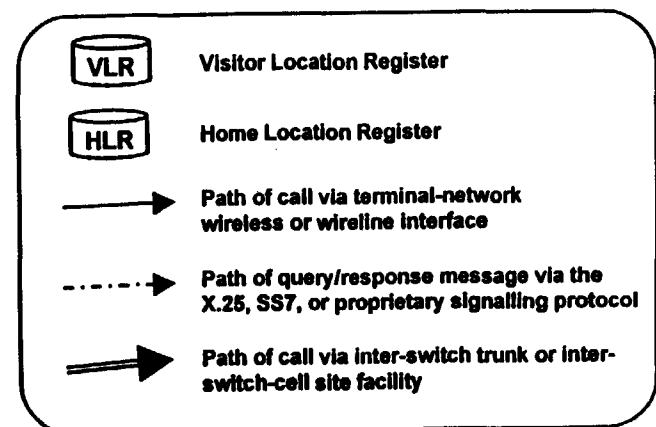 VLR Visitor Location Register
HLR Home Location Register
Path of call via terminal-network
wireless or wireline interface
Path of query/response message via the
X.25, SS7, or proprietary signalling protocol
Path of call via inter-switch trunk or inter-
switch-cell site facility